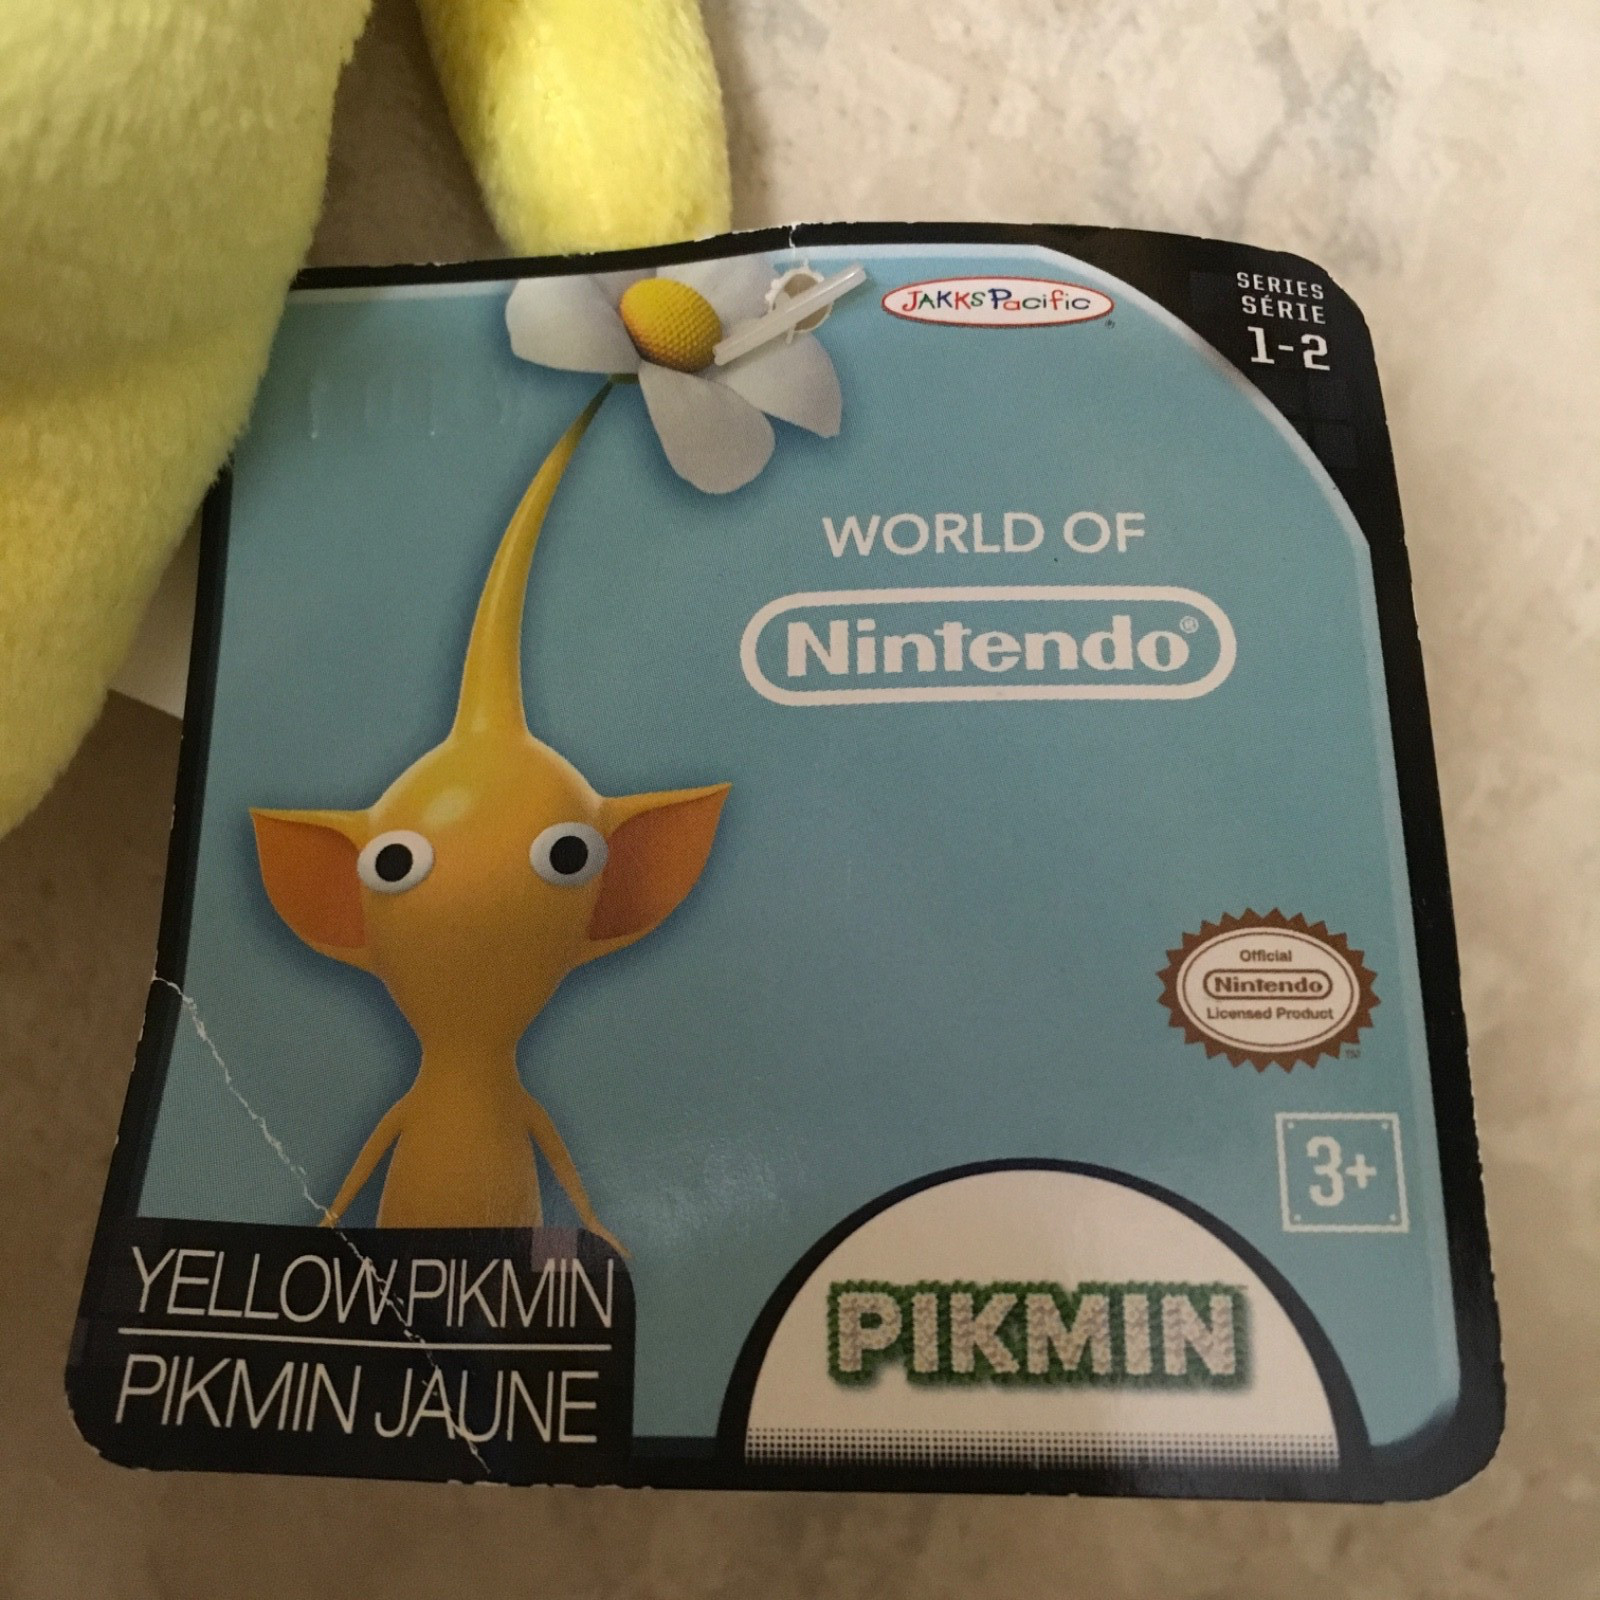 JAKKS Pacific®
SERIES
SÉRIE
1-2
WORLD OF
Nintendo®
Official
Nintendo
Licensed Product
TM
3+
YELLOW PIKMIN
PIKMIN JAUNE
PIKMIN